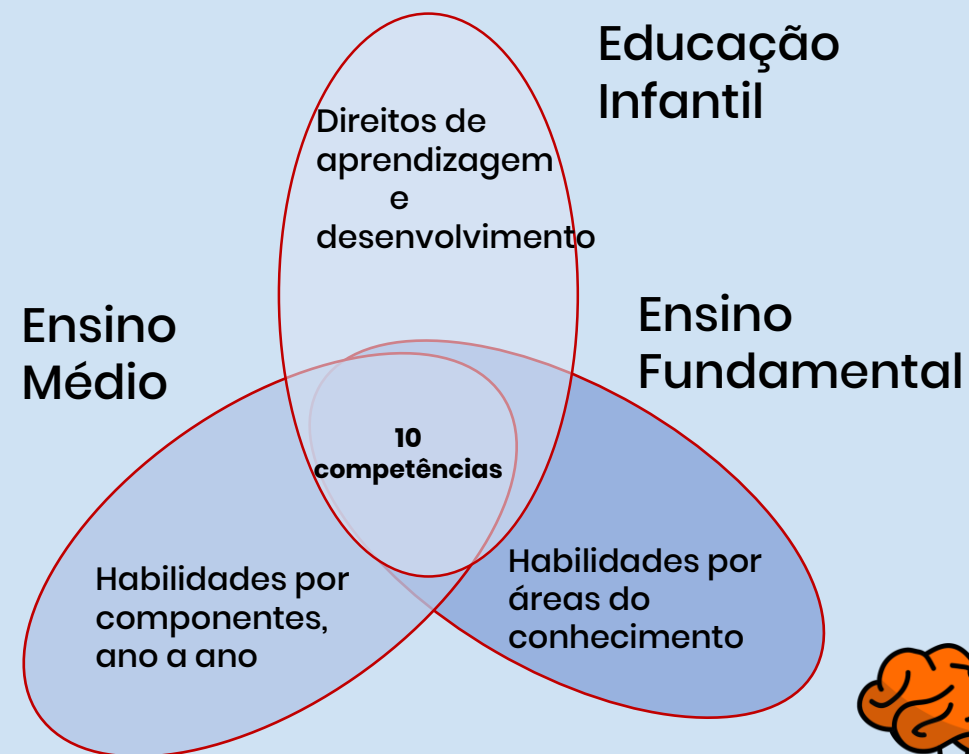 Educação
Infantil
Direitos de
aprendizagem
e
desenvolvimento
Ensino
Médio
Ensino
Fundamental
10
competências
Habilidades por
componentes,
ano a ano
Habilidades por
áreas do
conhecimento